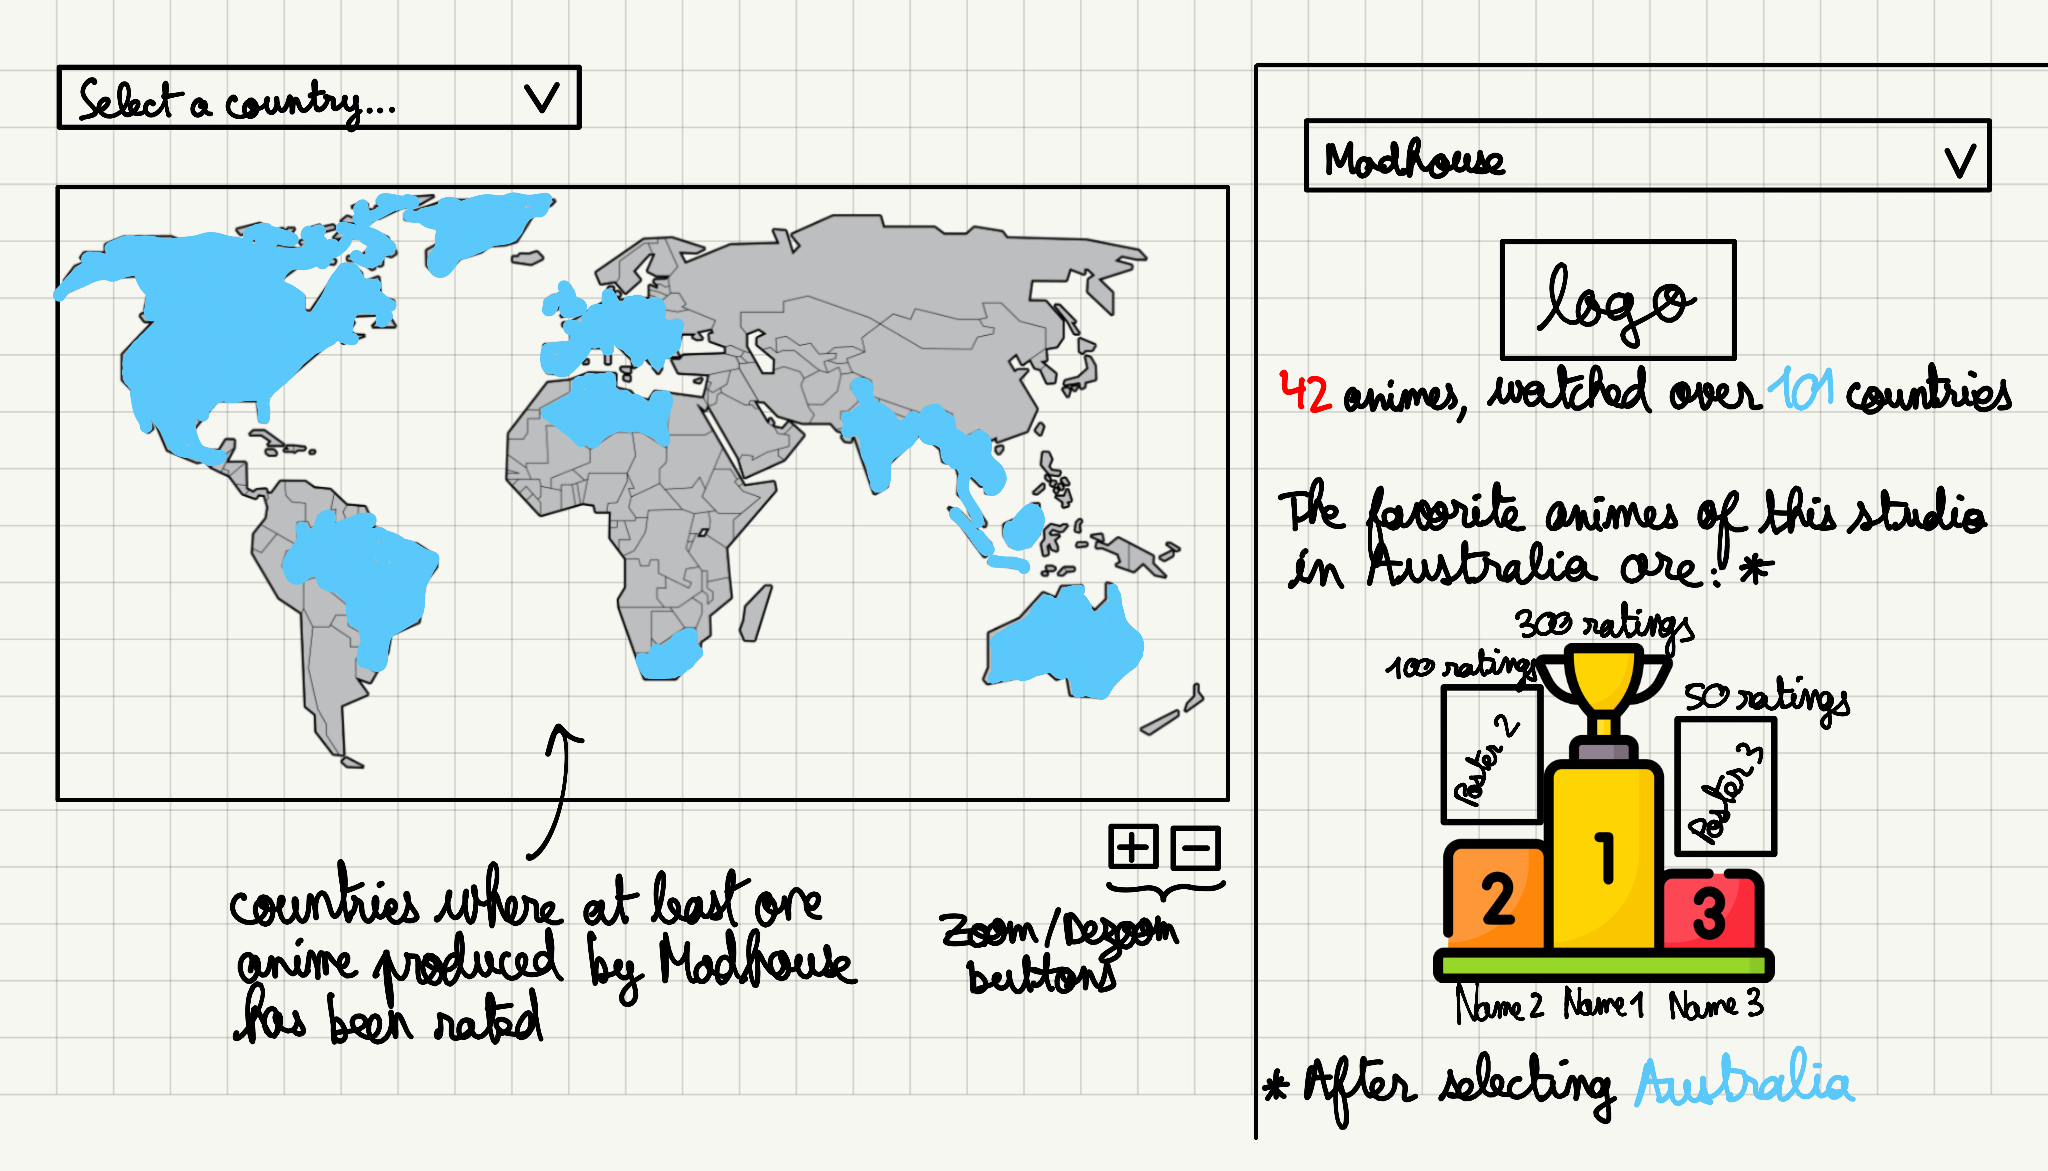 Select a country...
countries where at least one
anime produced by Madhouse
has been rated
Zoom/Dezoom
buttons
Madhouse
logo
42 animes, watched over 101 countries
The favorite animes of this studio
in Australia are: *
300 ratings
100 ratings
50 ratings
Poster 2
Poster 3
1
2
3
Name 2 Name 1 Name 3
* After selecting Australia